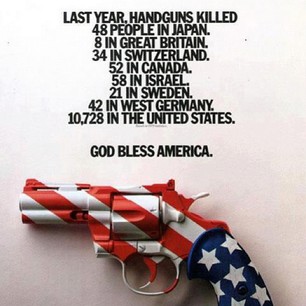 LAST YEAR, HANDGUNS KILLED
48 PEOPLE IN JAPAN.
8 IN GREAT BRITAIN.
34 IN SWITZERLAND.
52 IN CANADA.
58 IN ISRAEL.
21 IN SWEDEN.
42 IN WEST GERMANY.
10,728 IN THE UNITED STATES.
GOD BLESS AMERICA.